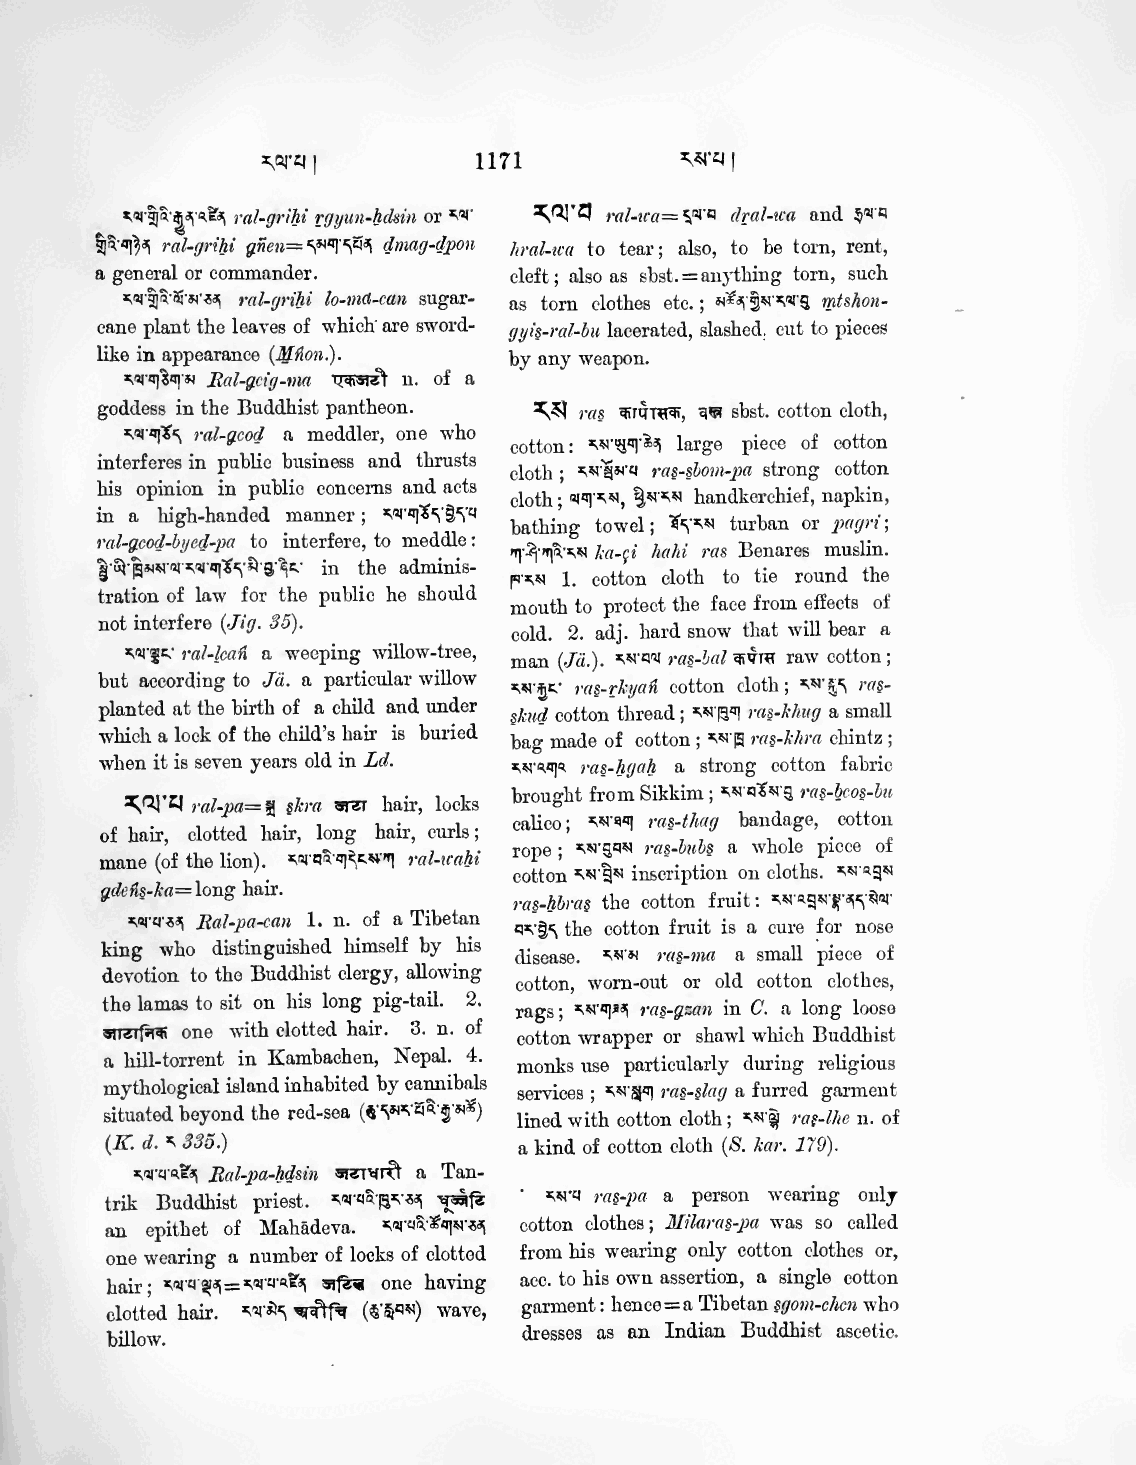 རལ་པ། 1171 རས་པ།
རལ་གྲིའི་རྒྱུན་འཛིན ral-griḥi rgyun-ḥdsin or རལ་
གྲིའི་གཉེན ral-griḥi gñen=དམག་དཔོན dmag-dpon
a general or commander.
རལ་གྲིའི་ལོ་མ་ཅན ral-griḥi lo-ma-can sugar-
cane plant the leaves of which are sword-
like in appearance (Mṅon.).
རལ་གཅིག་མ Ral-gcig-ma एकजटी n. of a
goddess in the Buddhist pantheon.
རལ་གཅོད ral-gcod a meddler, one who
interferes in public business and thrusts
his opinion in public concerns and acts
in a high-handed manner; རལ་གཅོད་བྱེད་པ
ral-gcod-byed-pa to interfere, to meddle:
སྤྱི་ཡི་ཁྲིམས་ལ་རལ་གཅོད་མི་བྱ་ཞིང་ in the adminis-
tration of law for the public he should
not interfere (Jig. 35).
རལ་ལྕང་ ral-lcaṅ a weeping willow-tree,
but according to Jä. a particular willow
planted at the birth of a child and under
which a lock of the child's hair is buried
when it is seven years old in Ld.
རལ་པ ral-pa=སྐྲ skra जटा hair, locks
of hair, clotted hair, long hair, curls;
mane (of the lion). རལ་བའི་གདེངས་ཀ ral-waḥi
gdeṅs-ka=long hair.
རལ་པ་ཅན Ral-pa-can 1. n. of a Tibetan
king who distinguished himself by his
devotion to the Buddhist clergy, allowing
the lamas to sit on his long pig-tail. 2.
जाटानिक one with clotted hair. 3. n. of
a hill-torrent in Kambachen, Nepal. 4.
mythological island inhabited by cannibals
situated beyond the red-sea (ཆུ་དམར་པོའི་རྒྱ་མཚོ)
(K. d. ར 335.)
རལ་པ་འཛིན Ral-pa-ḥdsin जटाधारी a Tan-
trik Buddhist priest. རལ་པའི་ཁུར་ཅན धूर्ज्जटि
an epithet of Mahādeva. རལ་པའི་ཚོགས་ཅན
one wearing a number of locks of clotted
hair; རལ་པ་ལྡན=རལ་པ་འཛིན जटिल one having
clotted hair. རལ་མེད अवीचि (ཆུ་རླབས) wave,
billow.
རལ་བ ral-wa=དྲལ་བ dral-wa and ཧྲལ་བ
hral-wa to tear; also, to be torn, rent,
cleft; also as sbst.=anything torn, such
as torn clothes etc.; མཚོན་གྱིས་རལ་བུ mtshon-
gyis-ral-bu lacerated, slashed, cut to pieces
by any weapon.
རས ras कार्पासक, वस्त्र sbst. cotton cloth,
cotton: རས་ཡུག་ཆེན large piece of cotton
cloth; རས་སྦོམ་པ ras-sbom-pa strong cotton
cloth; ལག་རས, ཕྱིས་རས handkerchief, napkin,
bathing towel; ཐོད་རས turban or pagri;
ཀ་ཤི་ཀའི་རས ka-çi kahi ras Benares muslin.
ཁ་རས 1. cotton cloth to tie round the
mouth to protect the face from effects of
cold. 2. adj. hard snow that will bear a
man (Jä.). རས་བལ ras-bal कर्पास raw cotton;
རས་རྐྱང་ ras-rkyaṅ cotton cloth; རས་སྐུད ras-
skud cotton thread; རས་ཁུག ras-khug a small
bag made of cotton; རས་ཁྲ ras-khra chintz;
རས་འགའ ras-ḥgaḥ a strong cotton fabric
brought from Sikkim; རས་བཅོས་བུ ras-bcos-bu
calico; རས་ཐག ras-thag bandage, cotton
rope; རས་བུབས ras-bubs a whole piece of
cotton རས་བྲིས inscription on cloths. རས་འབྲས
ras-ḥbras the cotton fruit: རས་འབྲས་སྣ་ནད་སེལ་
བར་བྱེད the cotton fruit is a cure for nose
disease. རས་མ ras-ma a small piece of
cotton, worn-out or old cotton clothes,
rags; རས་གཟན ras-gzan in C. a long loose
cotton wrapper or shawl which Buddhist
monks use particularly during religious
services; རས་སླག ras-slag a furred garment
lined with cotton cloth; རས་ལྷེ ras-lhe n. of
a kind of cotton cloth (S. kar. 179).
རས་པ ras-pa a person wearing only
cotton clothes; Milaras-pa was so called
from his wearing only cotton clothes or,
acc. to his own assertion, a single cotton
garment: hence=a Tibetan sgom-chen who
dresses as an Indian Buddhist ascetic.